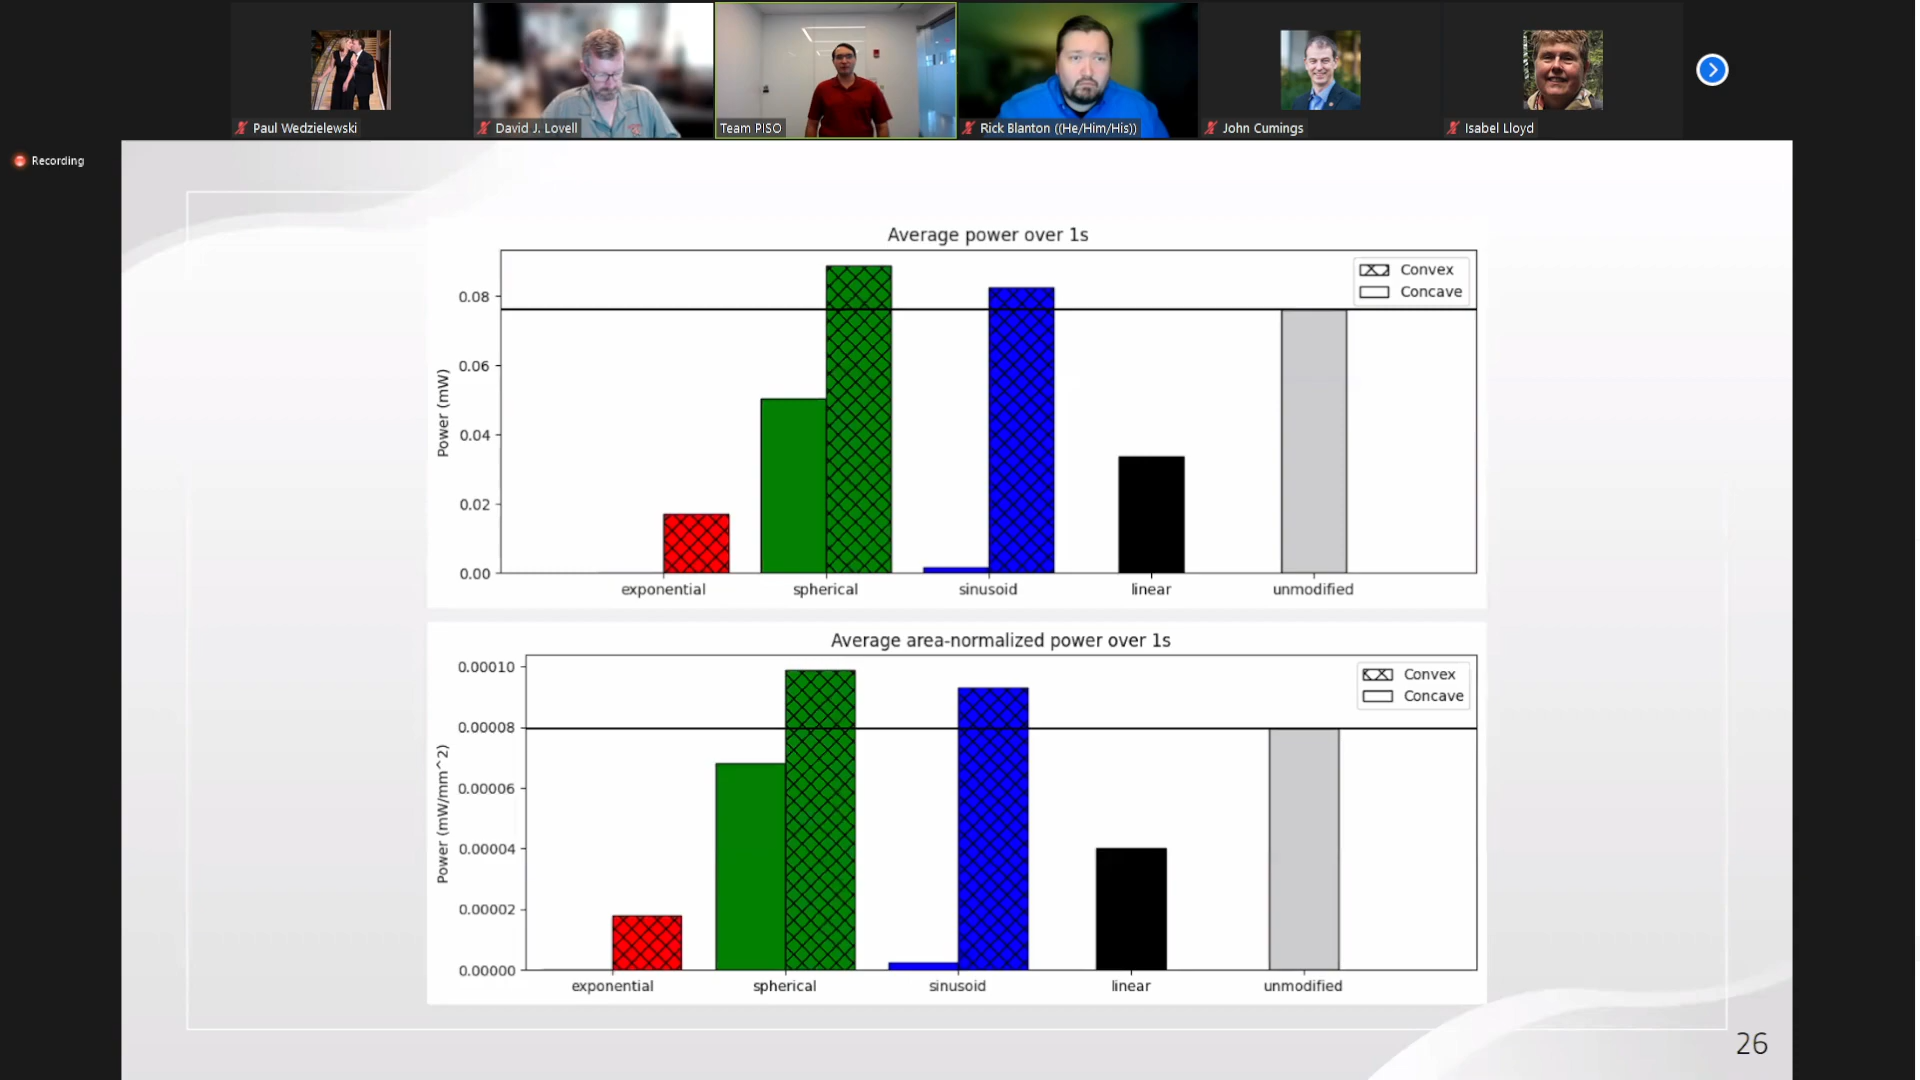 Paul Wedzielewski
David J. Lovell
Team PISO
Rick Blanton ((He/Him/His))
John Cumings
Isabel Lloyd
Recording
Average power over 1s
Convex
Concave
Power (mW)
0.08
0.06
0.04
0.02
0.00
exponential
spherical
sinusoid
linear
unmodified
Average area-normalized power over 1s
Convex
Concave
Power (mW/mm^2)
0.00010
0.00008
0.00006
0.00004
0.00002
0.00000
exponential
spherical
sinusoid
linear
unmodified
26